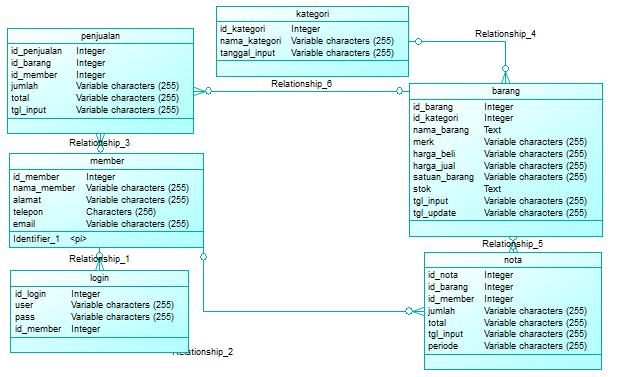 kategori
id_kategori Integer
nama_kategori Variable characters (255)
tanggal_input Variable characters (255)
Relationship_4
penjualan
id_penjualan Integer
id_barang Integer
id_member Integer
jumlah Variable characters (255)
total Variable characters (255)
tgl_input Variable characters (255)
Relationship_6
barang
id_barang Integer
id_kategori Integer
nama_barang Text
merk Variable characters (255)
harga_beli Variable characters (255)
harga_jual Variable characters (255)
satuan_barang Variable characters (255)
stok Text
tgl_input Variable characters (255)
tgl_update Variable characters (255)
Relationship_3
member
id_member Integer
nama_member Variable characters (255)
alamat Variable characters (255)
telepon Characters (256)
email Variable characters (255)
Identifier_1 <pi>
Relationship_5
nota
id_nota Integer
id_barang Integer
id_member Integer
jumlah Variable characters (255)
total Variable characters (255)
tgl_input Variable characters (255)
periode Variable characters (255)
Relationship_1
login
id_login Integer
user Variable characters (255)
pass Variable characters (255)
id_member Integer
Relationship_2